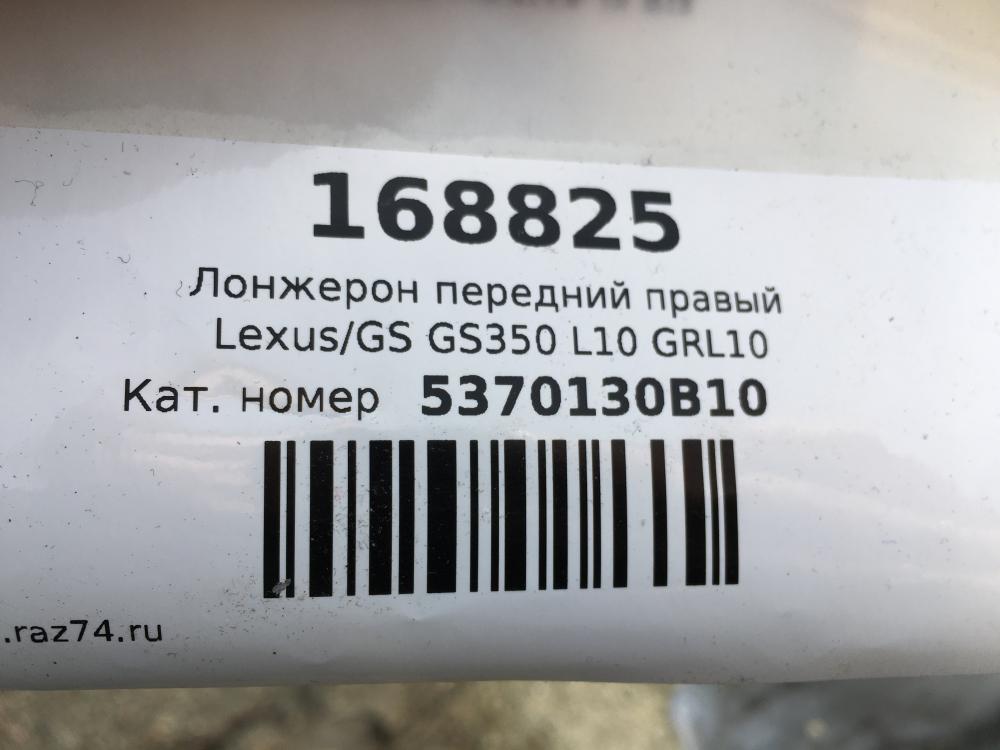 168825
Лонжерон передний правый
Lexus/GS GS350 L10 GRL10
Кат. номер 5370130B10
.raz74.ru